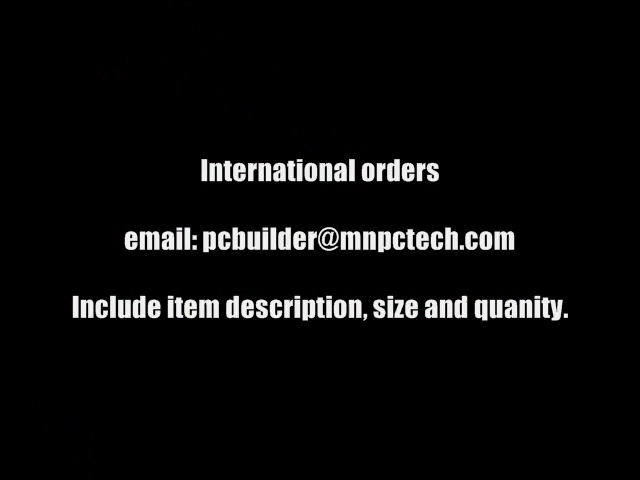 International orders
email: pcbuilder@mnpctech.com
Include item description, size and quanity.